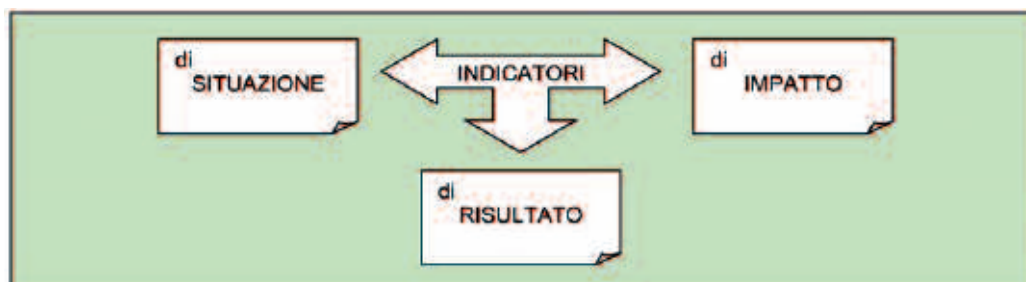 di
SITUAZIONE
INDICATORI
di
IMPATTO
di
RISULTATO